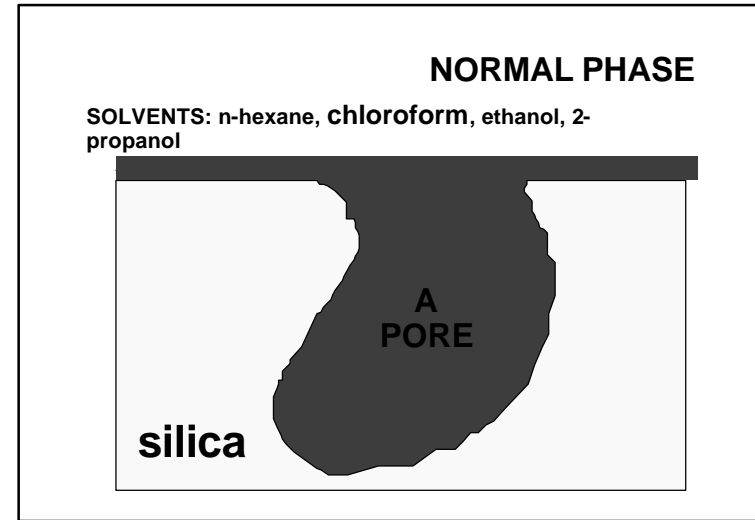 NORMAL PHASE
SOLVENTS: n-hexane, chloroform, ethanol, 2-
propanol
A
PORE
silica